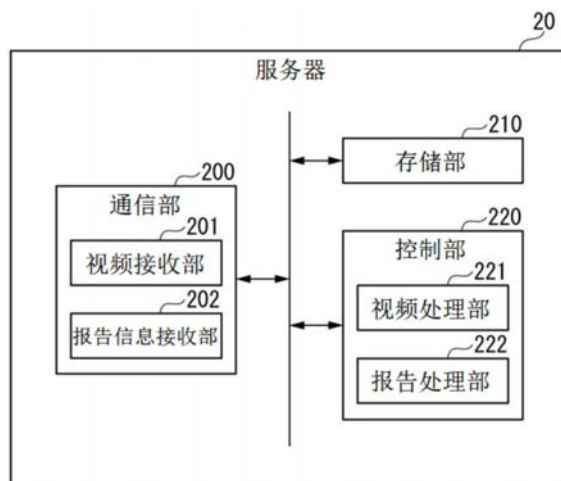 20
服务器
210
存储部
200
通信部
201
视频接收部
202
报告信息接收部
220
控制部
221
视频处理部
222
报告处理部